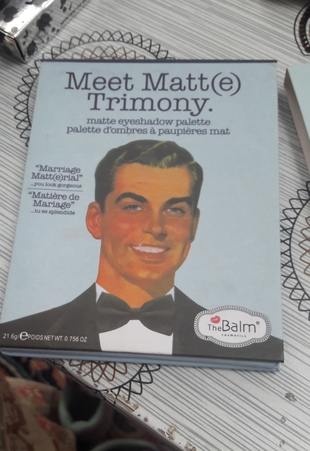 Meet Matt(e)
Trimony.
matte eyeshadow palette
palette d'ombres à paupières mat
"Marriage
Matt(e)rial"
...you look gorgeous
"Matière de
Mariage"
...tu es splendide
TheBalm®
cosmetics
21.6g/℮POIDS NET WT. 0.756 OZ